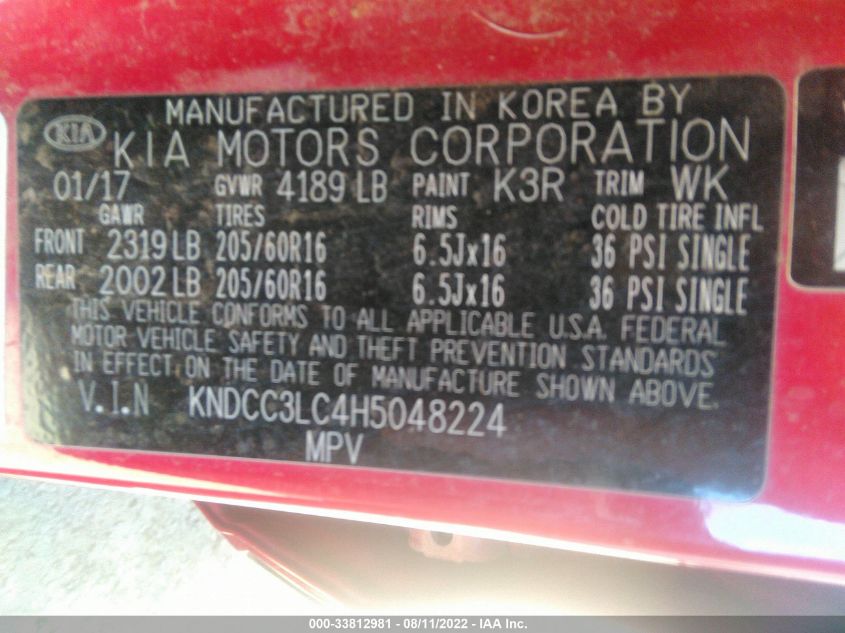 MANUFACTURED IN KOREA BY
KIA KIA MOTORS CORPORATION
01/17 GVWR 4189 LB PAINT K3R TRIM WK
GAWR TIRES RIMS COLD TIRE INFL
FRONT 2319 LB 205/60R16 6.5Jx16 36 PSI SINGLE
REAR 2002 LB 205/60R16 6.5Jx16 36 PSI SINGLE
THIS VEHICLE CONFORMS TO ALL APPLICABLE U.S.A. FEDERAL
MOTOR VEHICLE SAFETY AND THEFT PREVENTION STANDARDS
IN EFFECT ON THE DATE OF MANUFACTURE SHOWN ABOVE.
V.I.N KNDCC3LC4H5048224
MPV
000-33812981 - 08/11/2022 - IAA Inc.